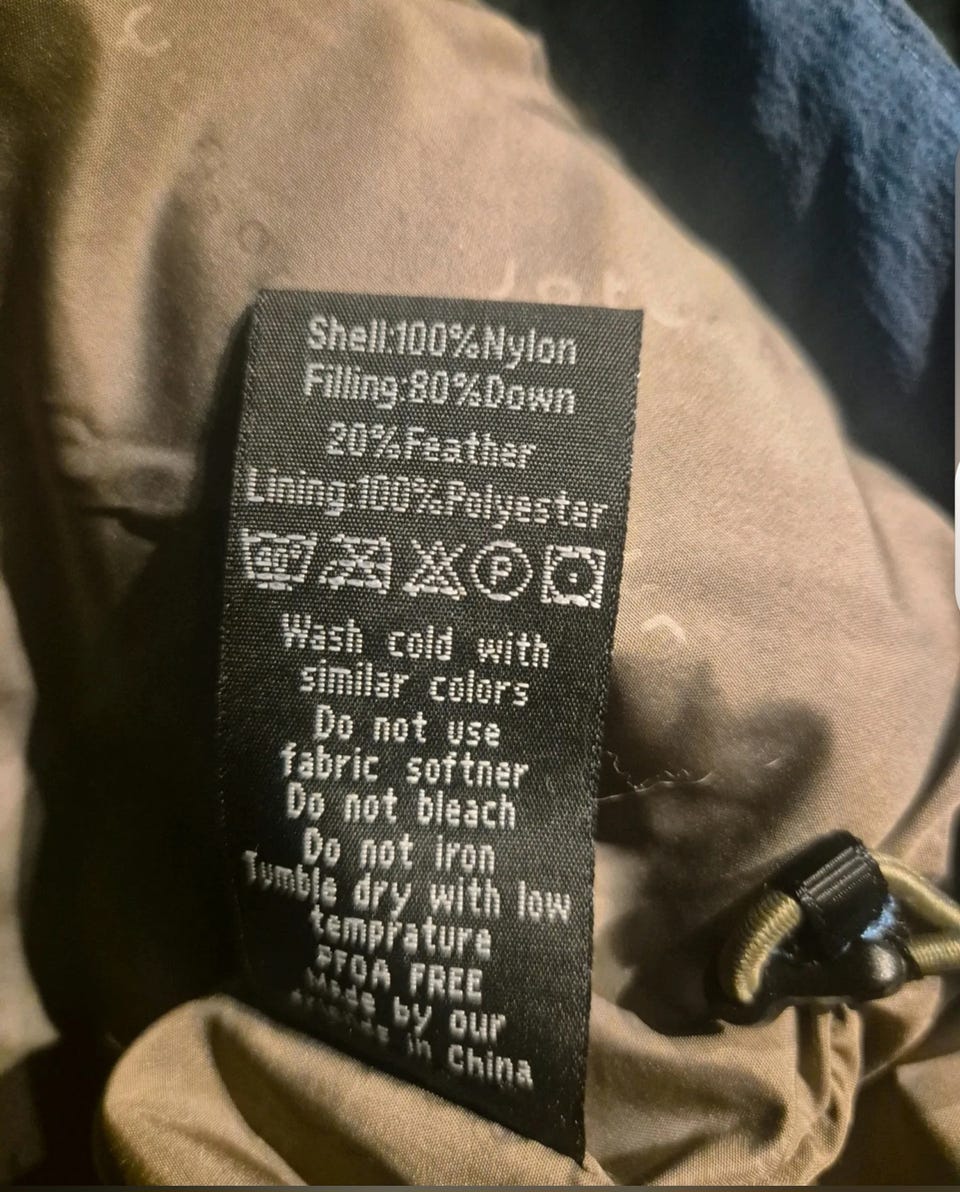 Shell:100%Nylon
Filling:80%Down
20%Feather
Lining:100%Polyester
P
Wash cold with
similar colors
Do not use
fabric softner
Do not bleach
Do not iron
Tumble dry with low
temprature
PFOA FREE
Made by our
in China